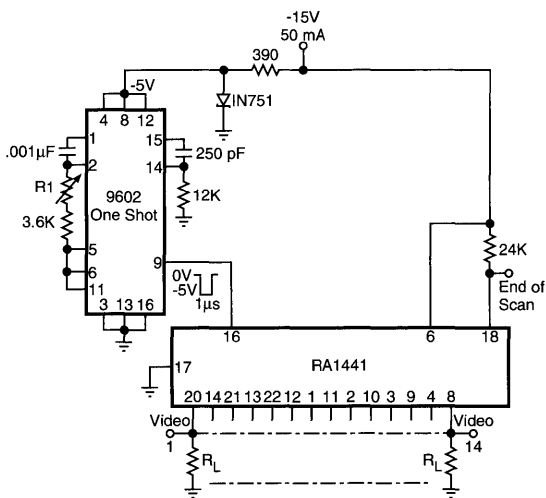 -15V
50 mA
390
-5V
IN751
4 8 12
1
15
.001µF
250 pF
2
14
R1
9602
One Shot
12K
3.6K
5
6
11
9
0V
-5V
1µs
3 13 16
24K
End of
Scan
16
6
18
17
RA1441
20 14 21 13 22 12 1 11 2 10 3 9 4 8
Video
1
Video
14
RL
RL